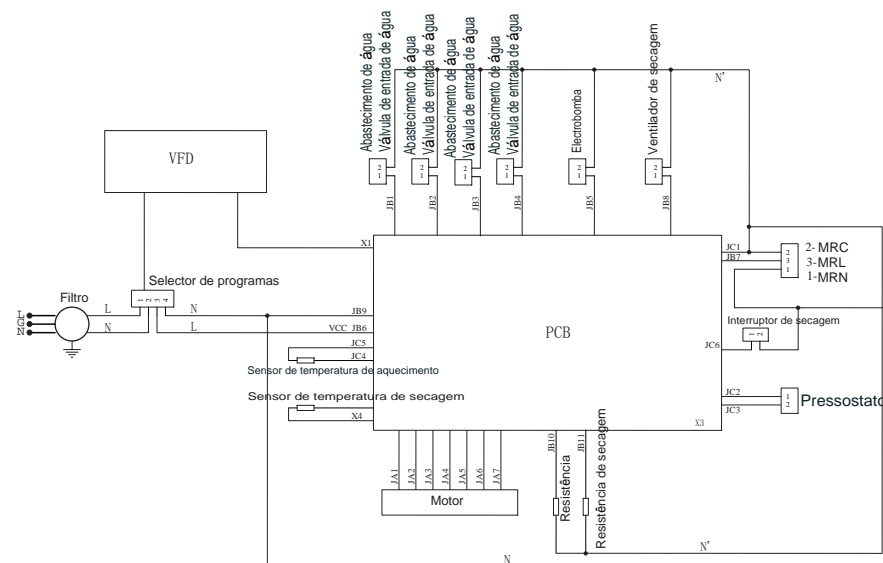 Abastecimento de água
Válvula de entrada de água
Abastecimento de água
Válvula de entrada de água
Abastecimento de água
Válvula de entrada de água
Abastecimento de água
Válvula de entrada de água
Electrobomba
Ventilador de secagem
N'
2
1
2
1
2
1
2
1
2
1
2
1
JB1
JB2
JB3
JB4
JB5
JB8
VFD
X1
JC1
JB7
2
3
1
2- MRC
3-MRL
1-MRN
Selector de programas
1 2 3 4
Filtro
L
G
N
L
N
N
L
JB9
VCC JB6
JC5
JC4
Sensor de temperatura de aquecimento
Sensor de temperatura de secagem
X4
PCB
Interruptor de secagem
1 2
JC6
JC2
JC3
1
2
Pressostato
X3
JA1
JA2
JA3
JA4
JA5
JA6
JA7
Motor
JB10
JB11
Resistência
Resistência de secagem
N'
N